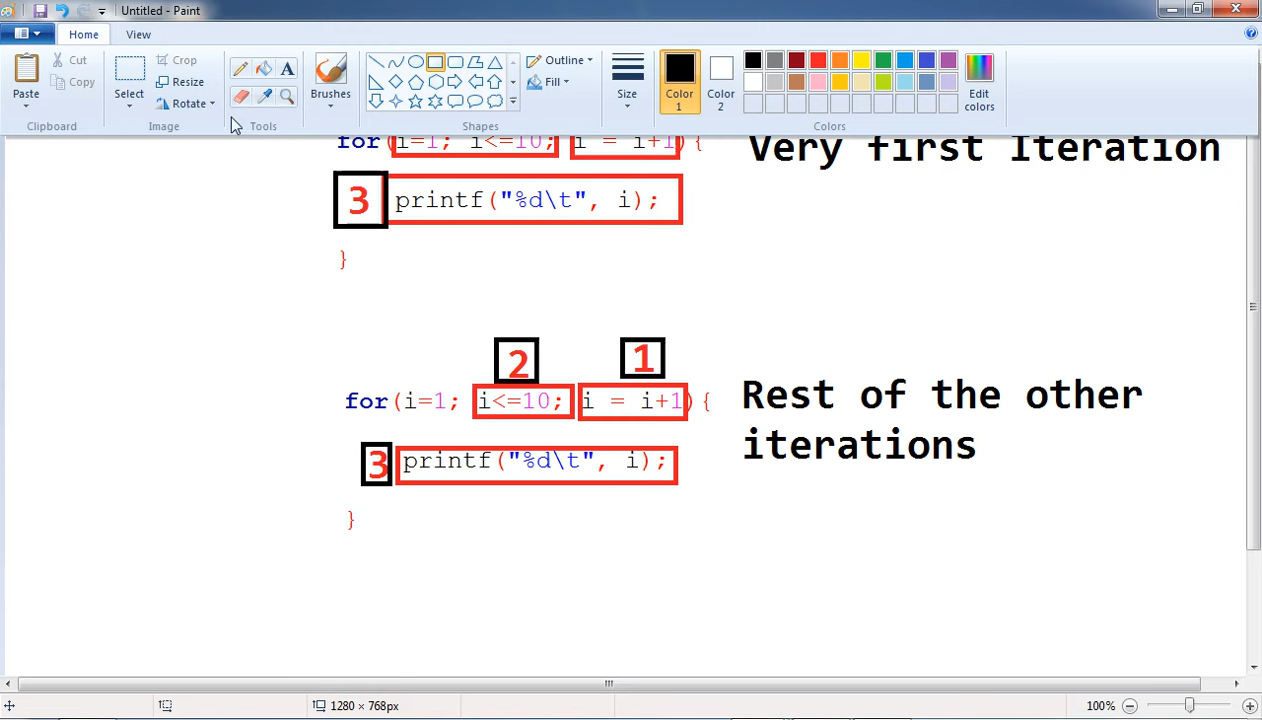 Untitled - Paint
Home View
Paste
Cut
Copy
Clipboard
Select
Crop
Resize
Rotate
Image
Tools
Brushes
Outline
Fill
Shapes
Size
Color 1
Color 2
Edit colors
Colors
for(i=1; i<=10; i = i+1){
Very first Iteration
3 printf("%d\t", i);
}
2 1
for(i=1; i<=10; i = i+1){
Rest of the other
iterations
3 printf("%d\t", i);
}
1280 × 768px
100%